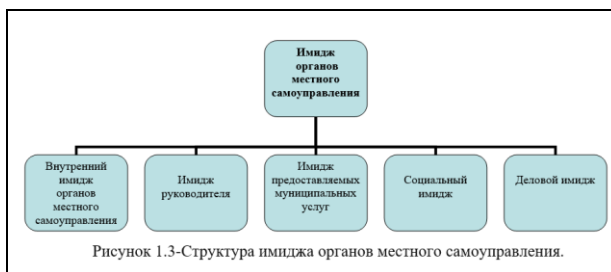 Имидж
органов
местного
самоуправления
Внутренний
имидж
органов
местного
самоуправления
Имидж
руководителя
Имидж
предоставляемых
муниципальных
услуг
Социальный
имидж
Деловой имидж
Рисунок 1.3-Структура имиджа органов местного самоуправления.